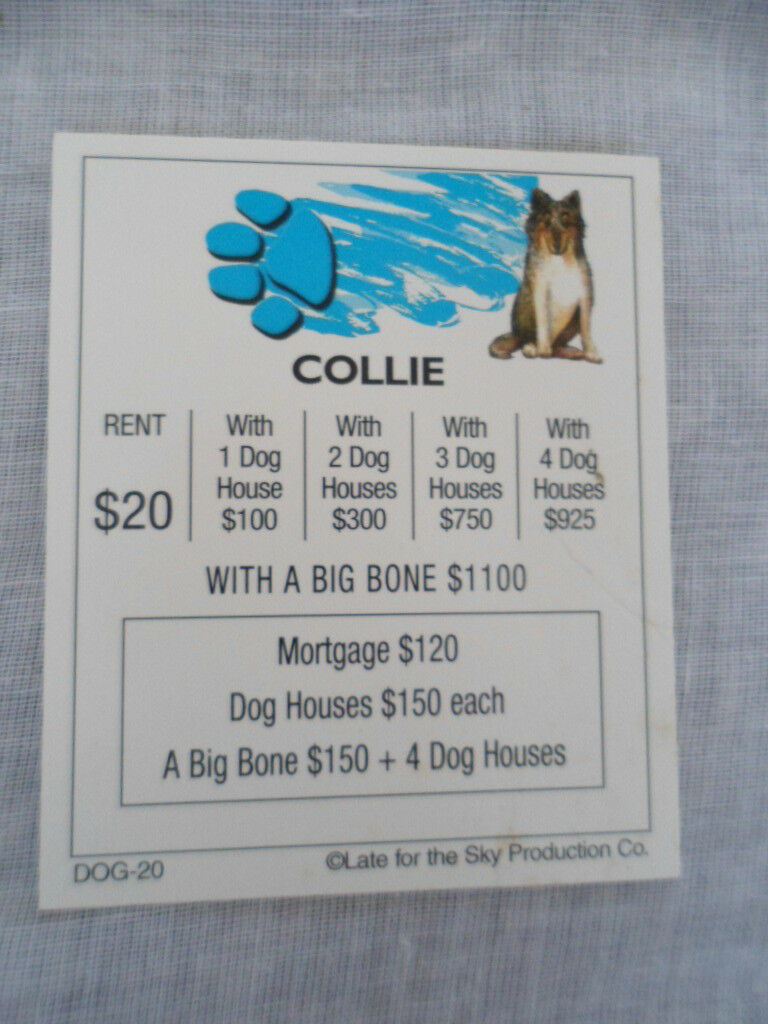 COLLIE
RENT
$20
With
1 Dog
House
$100
With
2 Dog
Houses
$300
With
3 Dog
Houses
$750
With
4 Dog
Houses
$925
WITH A BIG BONE $1100
Mortgage $120
Dog Houses $150 each
A Big Bone $150 + 4 Dog Houses
DOG-20
©Late for the Sky Production Co.